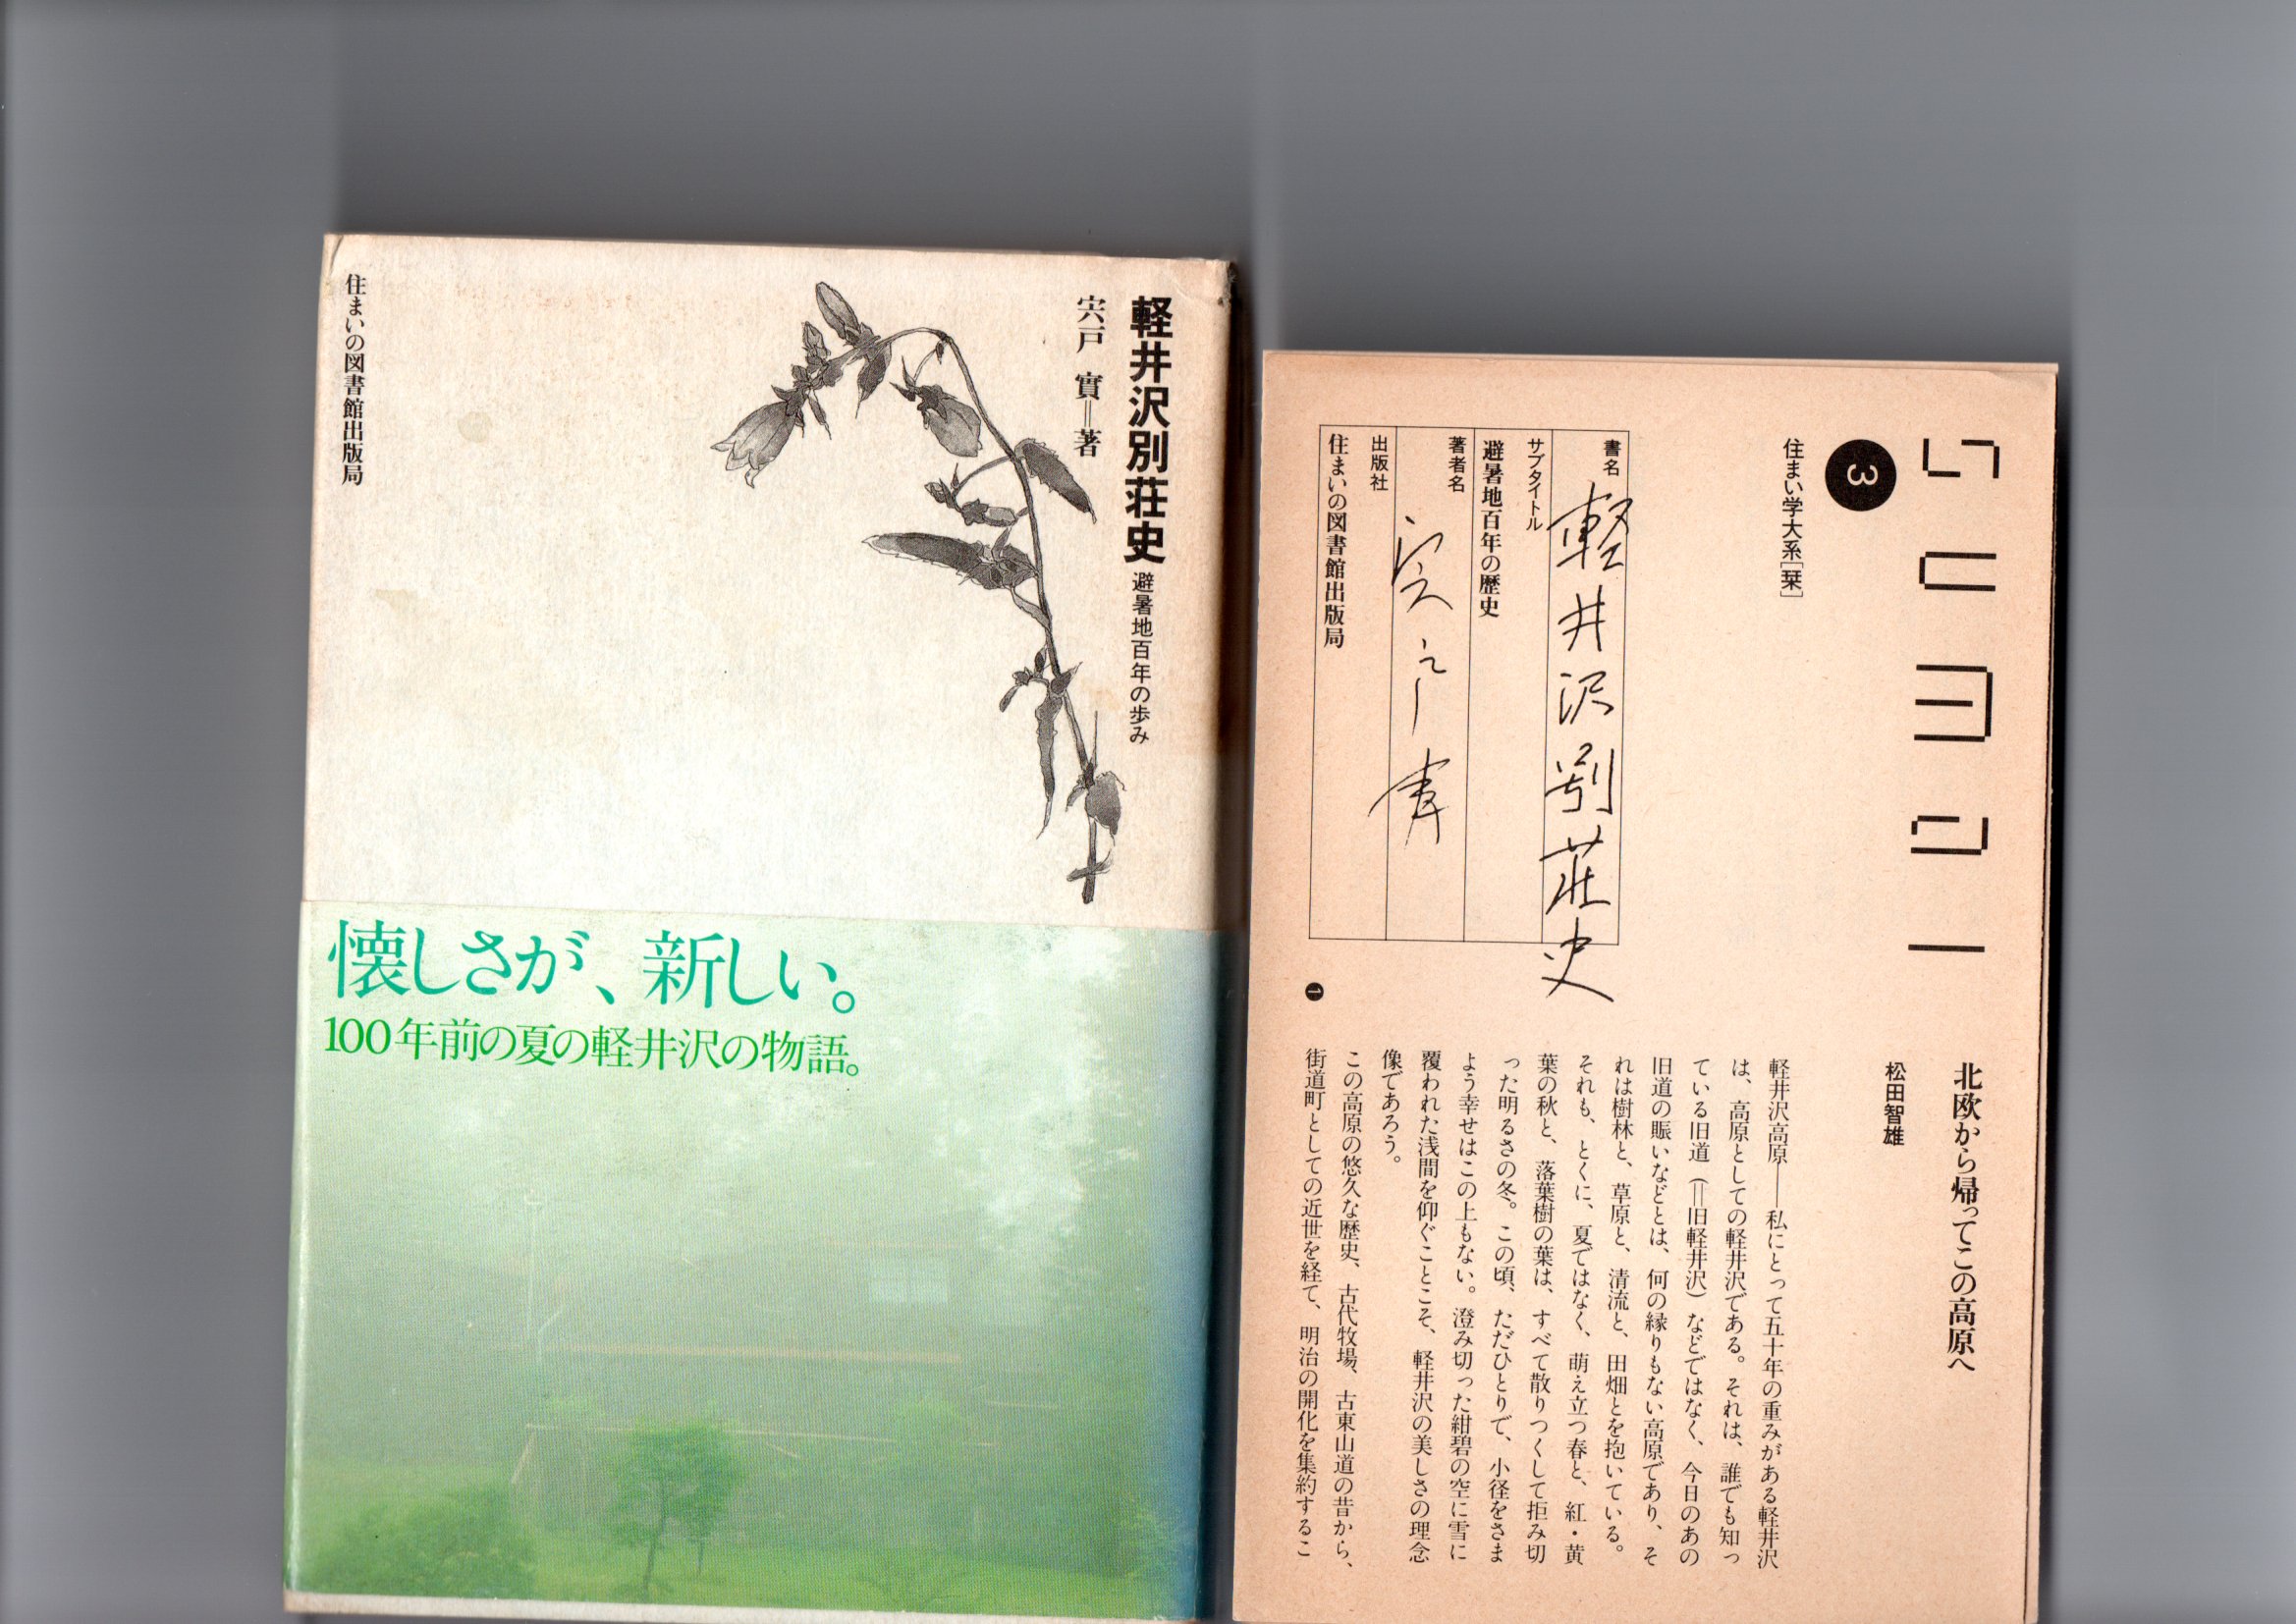 軽井沢別荘史 避暑地百年の歩み
宍戸 實=著
住まいの図書館出版局
懐しさが、新しい。
100年前の夏の軽井沢の物語。
3
住まい学大系[栞]
書名
軽井沢別荘史
サブタイトル
避暑地百年の歴史
著者名
宍戸實
出版社
住まいの図書館出版局
北欧から帰ってこの高原へ
松田智雄
軽井沢高原――私にとって五十年の重みがある軽井沢
は、高原としての軽井沢である。それは、誰でも知っ
ている旧道(=旧軽井沢)などではなく、今日のあの
旧道の賑いなどとは、何の縁りもない高原であり、そ
れは樹林と、草原と、清流と、田畑とを抱いている。
それも、とくに、夏ではなく、萌え立つ春と、紅・黄
葉の秋と、落葉樹の葉は、すべて散りつくして拒み切
った明るさの冬。この頃、ただひとりで、小径をさま
よう幸せはこの上もない。澄み切った紺碧の空に雪に
覆われた浅間を仰ぐことこそ、軽井沢の美しさの理念
像であろう。
この高原の悠久な歴史、古代牧場、古東山道の昔から、
街道町としての近世を経て、明治の開化を集約するこ
1